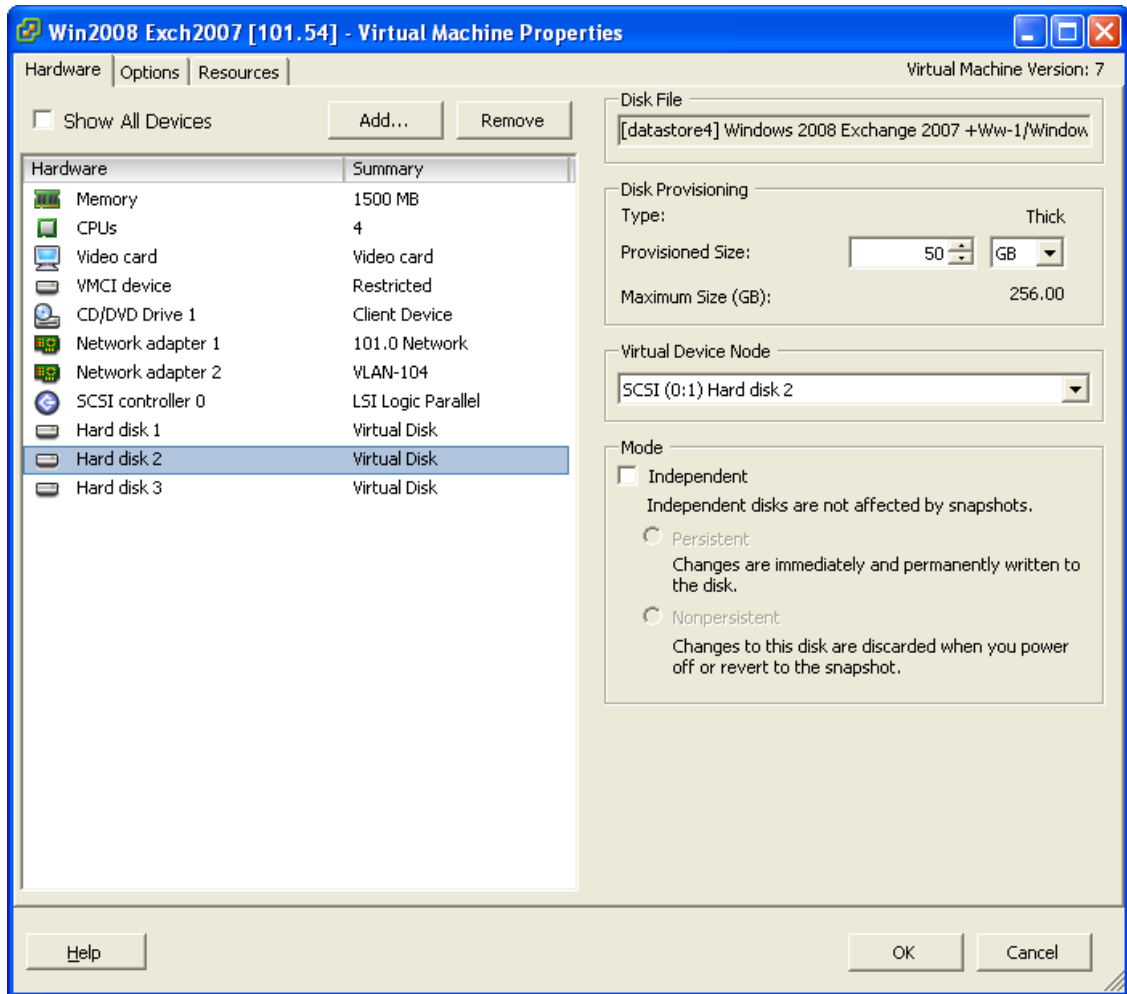 Win2008 Exch2007 [101.54] - Virtual Machine Properties
Hardware Options Resources Virtual Machine Version: 7
Show All Devices Add... Remove
Hardware Summary
Memory 1500 MB
CPUs 4
Video card Video card
VMCI device Restricted
CD/DVD Drive 1 Client Device
Network adapter 1 101.0 Network
Network adapter 2 VLAN-104
SCSI controller 0 LSI Logic Parallel
Hard disk 1 Virtual Disk
Hard disk 2 Virtual Disk
Hard disk 3 Virtual Disk
Disk File
[datastore4] Windows 2008 Exchange 2007 +Ww-1/Window
Disk Provisioning
Type: Thick
Provisioned Size: 50 GB
Maximum Size (GB): 256.00
Virtual Device Node
SCSI (0:1) Hard disk 2
Mode
Independent
Independent disks are not affected by snapshots.
Persistent
Changes are immediately and permanently written to
the disk.
Nonpersistent
Changes to this disk are discarded when you power
off or revert to the snapshot.
Help OK Cancel